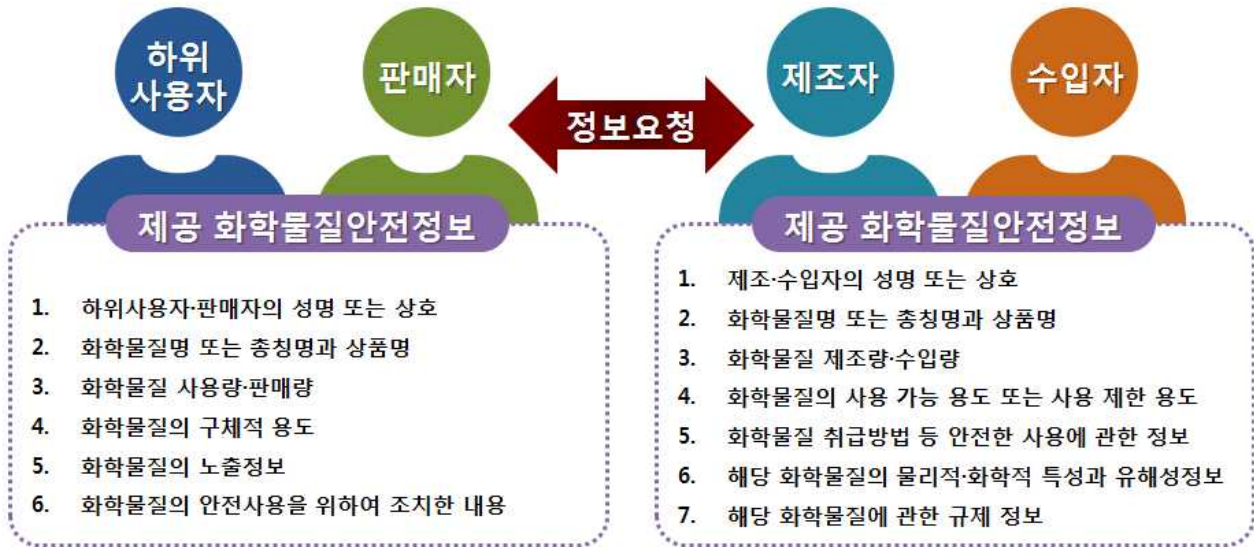 하위
사용자
판매자
정보요청
제조자
수입자
제공 화학물질안전정보
1. 하위사용자·판매자의 성명 또는 상호
2. 화학물질명 또는 총칭명과 상품명
3. 화학물질 사용량·판매량
4. 화학물질의 구체적 용도
5. 화학물질의 노출정보
6. 화학물질의 안전사용을 위하여 조치한 내용
제공 화학물질안전정보
1. 제조·수입자의 성명 또는 상호
2. 화학물질명 또는 총칭명과 상품명
3. 화학물질 제조량·수입량
4. 화학물질의 사용 가능 용도 또는 사용 제한 용도
5. 화학물질 취급방법 등 안전한 사용에 관한 정보
6. 해당 화학물질의 물리적·화학적 특성과 유해성정보
7. 해당 화학물질에 관한 규제 정보